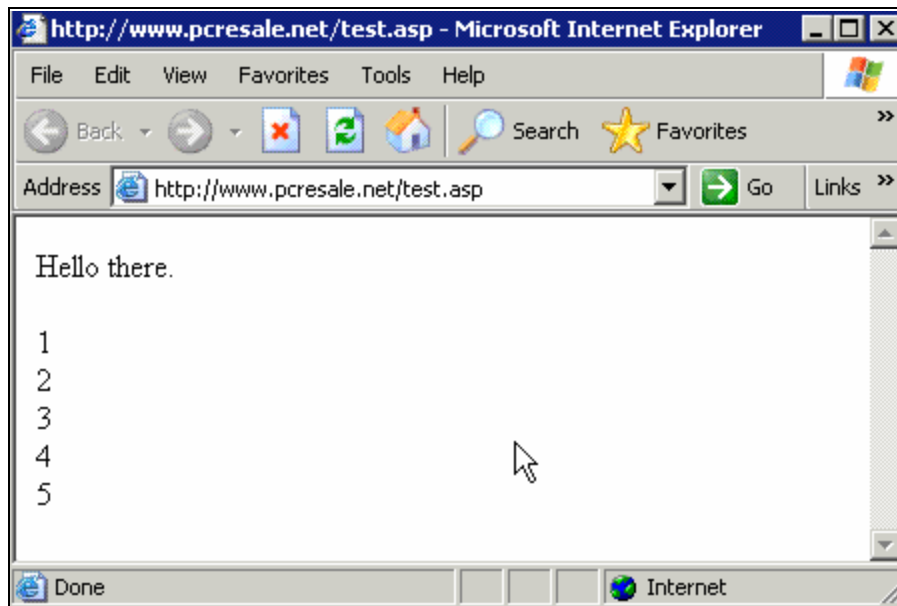 http://www.pcresale.net/test.asp - Microsoft Internet Explorer
File Edit View Favorites Tools Help
Back Search Favorites »
Address http://www.pcresale.net/test.asp Go Links »
Hello there.
1
2
3
4
5
Done Internet